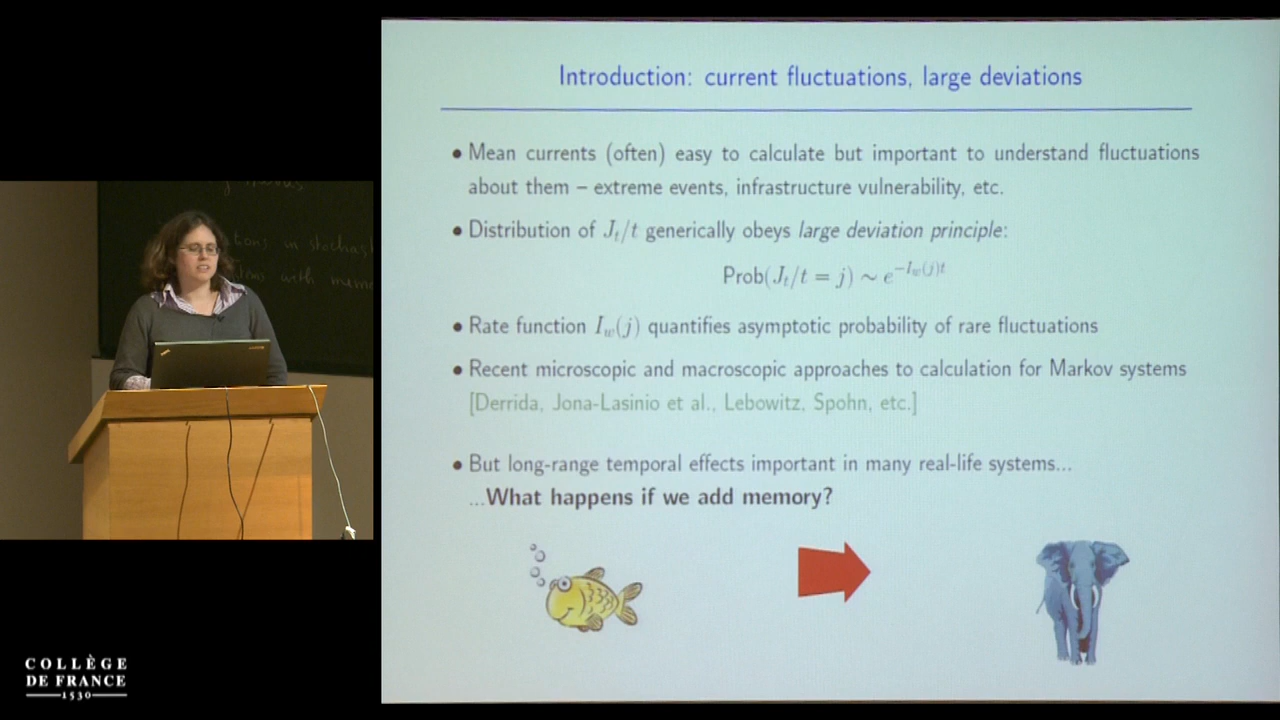 Introduction: current fluctuations, large deviations
• Mean currents (often) easy to calculate but important to understand fluctuations
about them – extreme events, infrastructure vulnerability, etc.
• Distribution of J_t/t generically obeys large deviation principle:
Prob(J_t/t = j) ∼ e^{−I_w(j)t}
• Rate function I_w(j) quantifies asymptotic probability of rare fluctuations
• Recent microscopic and macroscopic approaches to calculation for Markov systems
[Derrida, Jona-Lasinio et al., Lebowitz, Spohn, etc.]
• But long-range temporal effects important in many real-life systems...
...What happens if we add memory?
in stochast
with mem
COLLÈGE
DE FRANCE
1530